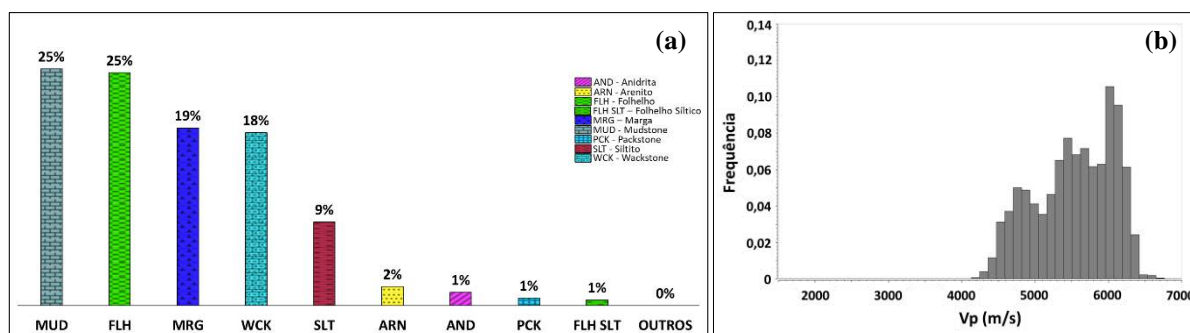 (a)
25%
25%
19%
18%
9%
2%
1%
1%
1%
0%
AND - Anidrita
ARN - Arenito
FLH - Folhelho
FLH SLT – Folhelho Síltico
MRG – Marga
MUD - Mudstone
PCK - Packstone
SLT - Siltito
WCK - Wackstone
MUD FLH MRG WCK SLT ARN AND PCK FLH SLT OUTROS
(b)
0,14
0,12
0,10
0,08
0,06
0,04
0,02
0
Frequência
2000 3000 4000 5000 6000 7000
Vp (m/s)